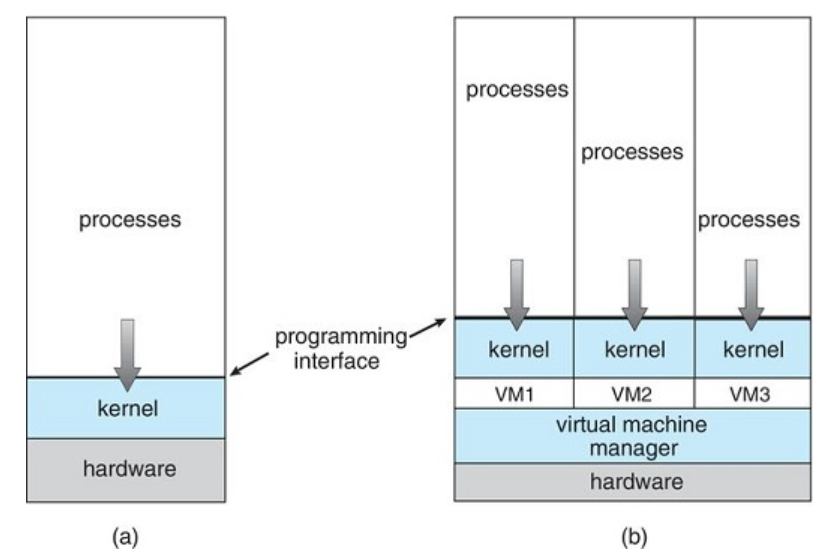 processes
kernel
hardware
(a)
programming
interface
processes
processes
processes
kernel kernel kernel
VM1 VM2 VM3
virtual machine
manager
hardware
(b)